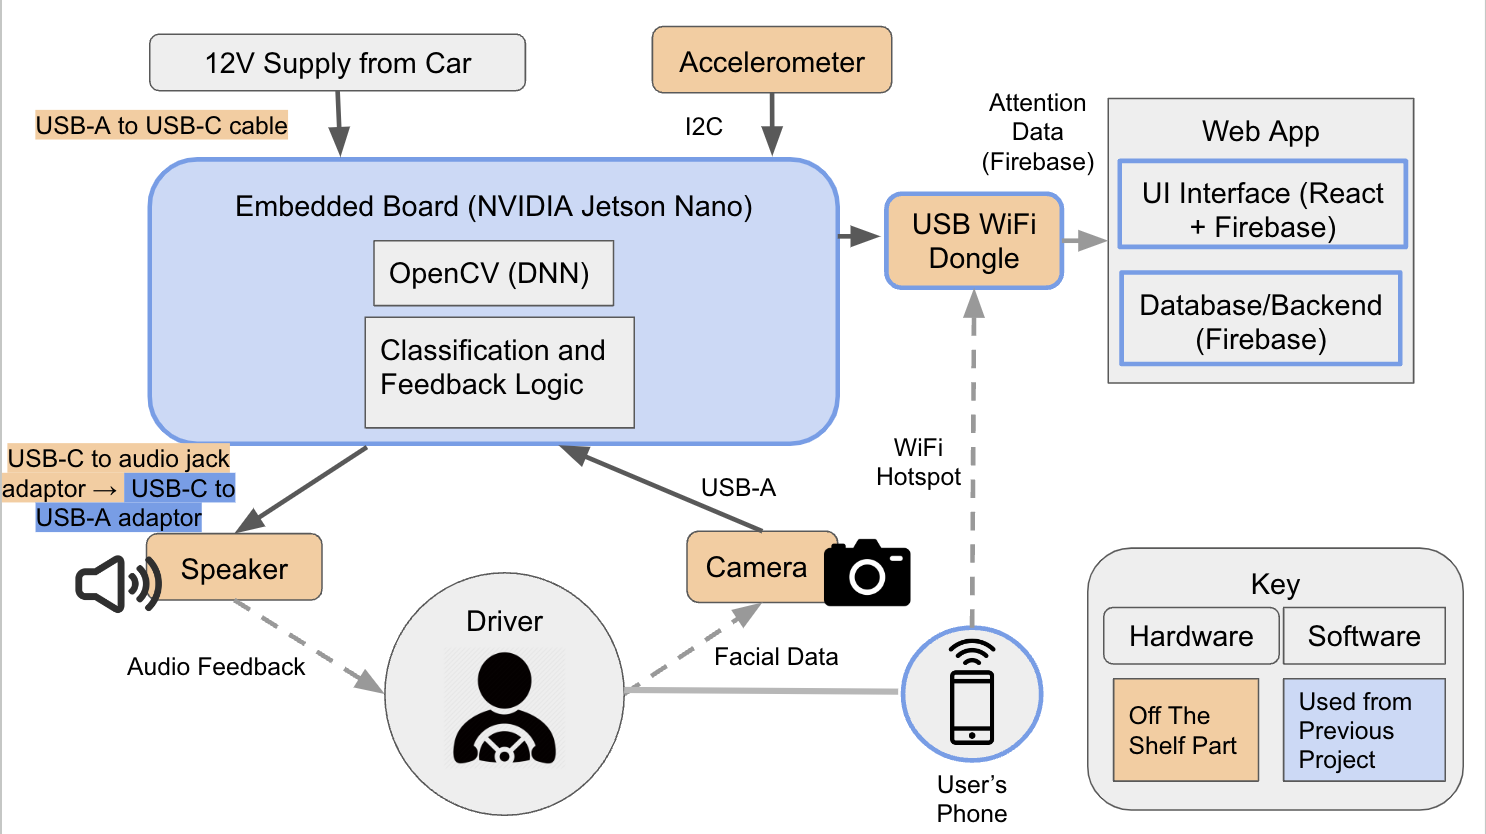 12V Supply from Car
Accelerometer
USB-A to USB-C cable
I2C
Attention
Data
(Firebase)
Web App
UI Interface (React
+ Firebase)
Database/Backend
(Firebase)
Embedded Board (NVIDIA Jetson Nano)
OpenCV (DNN)
Classification and
Feedback Logic
USB WiFi
Dongle
USB-C to audio jack
adaptor → USB-C to
USB-A adaptor
USB-A
WiFi
Hotspot
Speaker
Camera
Driver
Audio Feedback
Facial Data
User's
Phone
Key
Hardware
Software
Off The
Shelf Part
Used from
Previous
Project